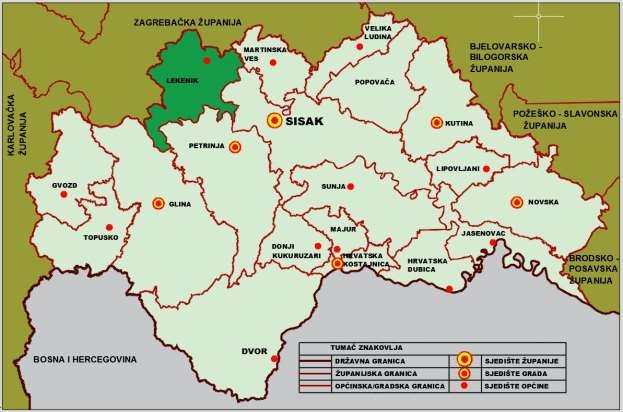 ZAGREBAČKA ŽUPANIJA
VELIKA
LUDINA
MARTINSKA
VES
BJELOVARSKO -
BILOGORSKA
ŽUPANIJA
LEKENIK
POPOVAČA
KARLOVAČKA
ŽUPANIJA
SISAK
KUTINA
POŽEŠKO - SLAVONSKA
ŽUPANIJA
PETRINJA
LIPOVLJANI
GVOZD
SUNJA
GLINA
NOVSKA
TOPUSKO
MAJUR
JASENOVAC
DONJI
KUKURUZARI
HRVATSKA
KOSTAJNICA
HRVATSKA
DUBICA
BRODSKO -
POSAVSKA
ŽUPANIJA
BOSNA I HERCEGOVINA
DVOR
TUMAČ ZNAKOVLJA
DRŽAVNA GRANICA
SJEDIŠTE ŽUPANIJE
ŽUPANIJSKA GRANICA
SJEDIŠTE GRADA
OPĆINSKA/GRADSKA GRANICA
SJEDIŠTE OPĆINE